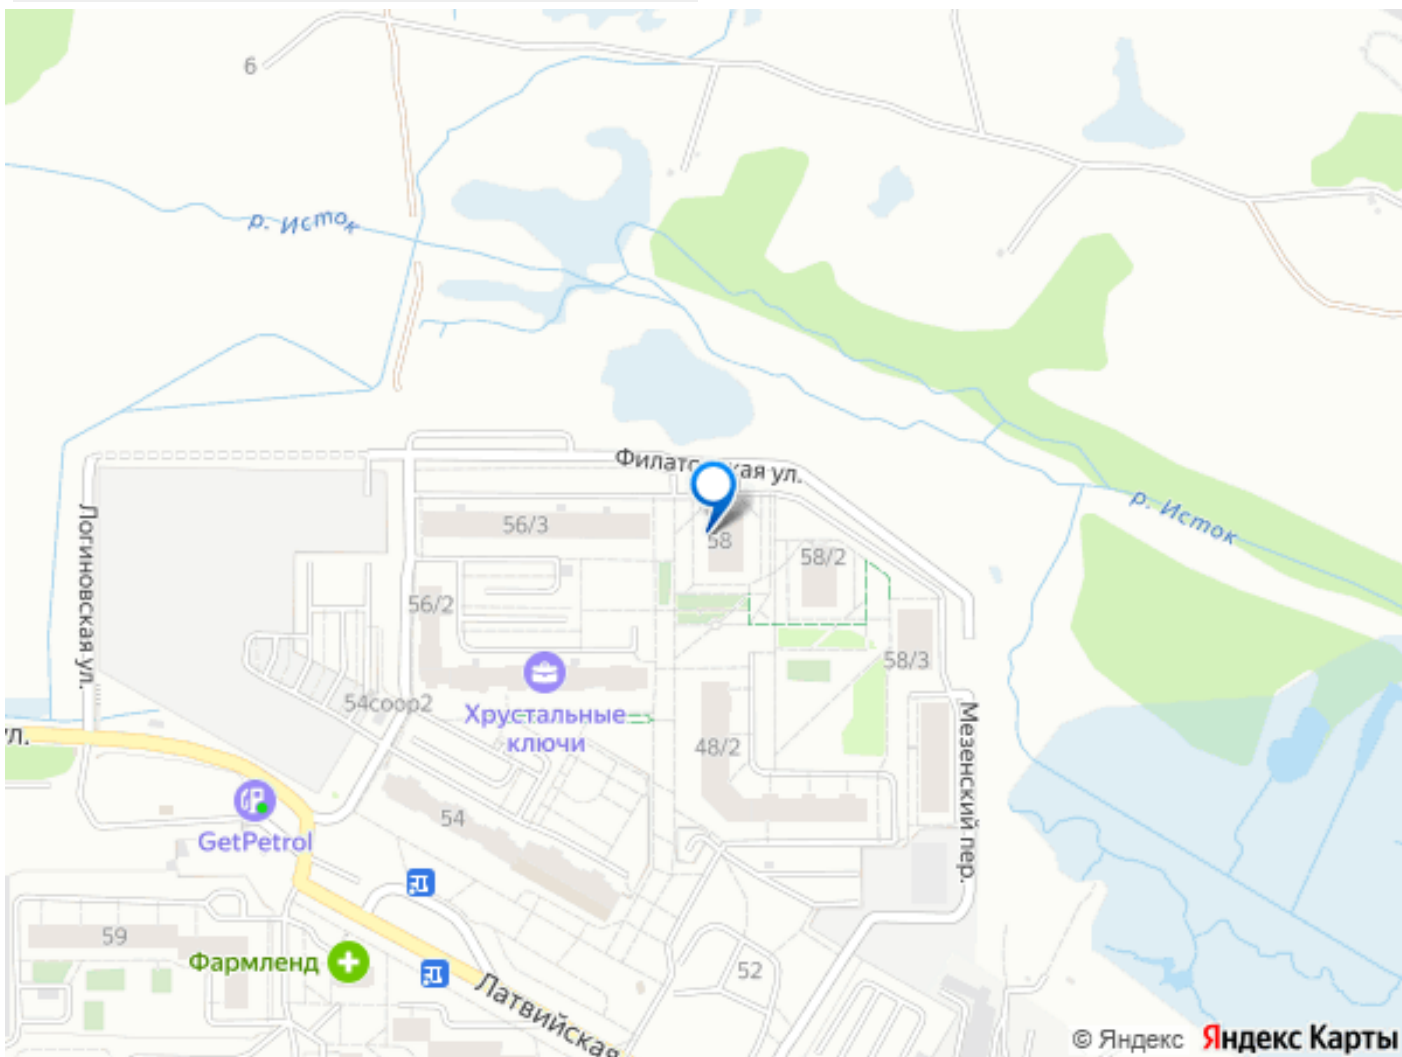 6
р. Исток
Филатовская ул.
р. Исток
56/3
58
58/2
Логиновская ул.
56/2
58/3
54соор2
Хрустальные
ключи
48/2
Мезенский пер.
ул.
54
GetPetrol
59
Фармленд
52
Латвийская
© Яндекс Яндекс Карты